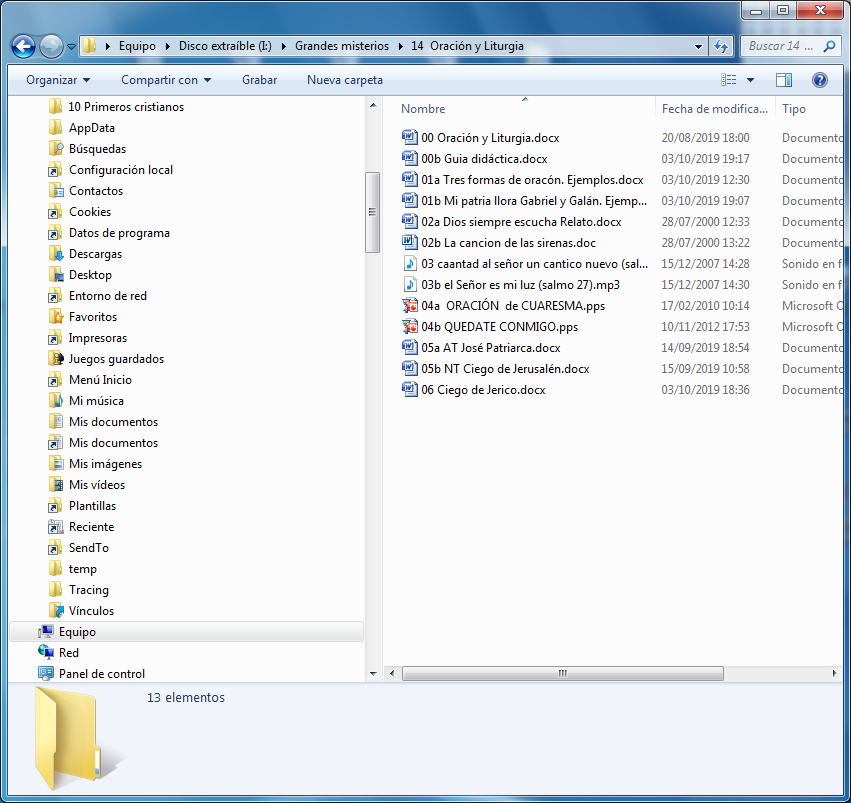 Equipo Disco extraíble (I:) Grandes misterios 14 Oración y Liturgia Buscar 14 ...
Organizar Compartir con Grabar Nueva carpeta
10 Primeros cristianos
AppData
Búsquedas
Configuración local
Contactos
Cookies
Datos de programa
Descargas
Desktop
Entorno de red
Favoritos
Impresoras
Juegos guardados
Menú Inicio
Mi música
Mis documentos
Mis documentos
Mis imágenes
Mis vídeos
Plantillas
Reciente
SendTo
temp
Tracing
Vínculos
Equipo
Red
Panel de control
Nombre Fecha de modifica... Tipo
00 Oración y Liturgia.docx 20/08/2019 18:00 Documento
00b Guia didáctica.docx 03/10/2019 19:17 Documento
01a Tres formas de oracón. Ejemplos.docx 03/10/2019 12:30 Documento
01b Mi patria llora Gabriel y Galán. Ejemp... 03/10/2019 19:07 Documento
02a Dios siempre escucha Relato.docx 28/07/2000 12:33 Documento
02b La cancion de las sirenas.doc 28/07/2000 13:22 Documento
03 caantad al señor un cantico nuevo (sal... 15/12/2007 14:28 Sonido en f
03b el Señor es mi luz (salmo 27).mp3 15/12/2007 14:30 Sonido en f
04a ORACIÓN de CUARESMA.pps 17/02/2010 10:14 Microsoft O
04b QUEDATE CONMIGO.pps 10/11/2012 17:53 Microsoft O
05a AT José Patriarca.docx 14/09/2019 18:54 Documento
05b NT Ciego de Jerusalén.docx 15/09/2019 10:58 Documento
06 Ciego de Jerico.docx 03/10/2019 18:36 Documento
13 elementos